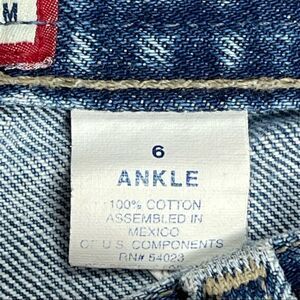 M
6
ANKLE
100% COTTON
ASSEMBLED IN
MEXICO
OF U.S. COMPONENTS
RN# 54023